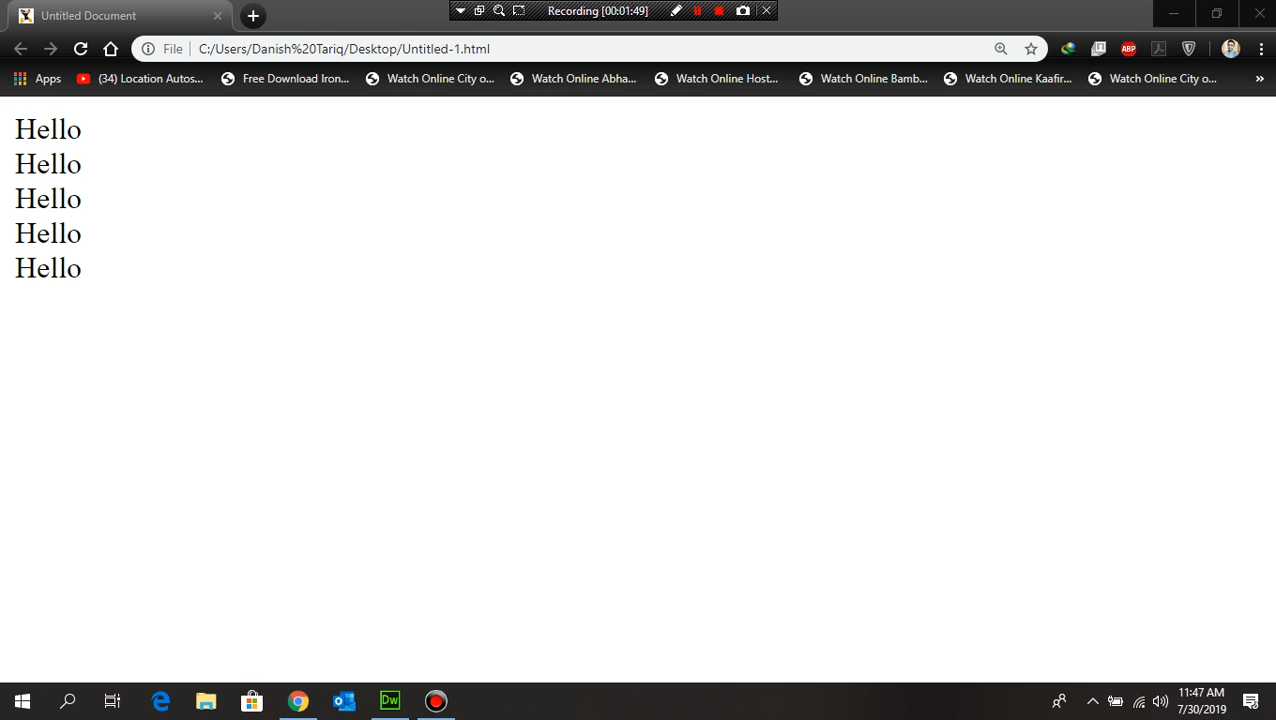 Untitled Document
Recording [00:01:49]
File
C:/Users/Danish%20Tariq/Desktop/Untitled-1.html
ABP
Apps
(34) Location Autos...
Free Download Iron...
Watch Online City o...
Watch Online Abha...
Watch Online Host...
Watch Online Bamb...
Watch Online Kaafir...
Watch Online City o...
»
Hello
Hello
Hello
Hello
Hello
Dw
11:47 AM
7/30/2019